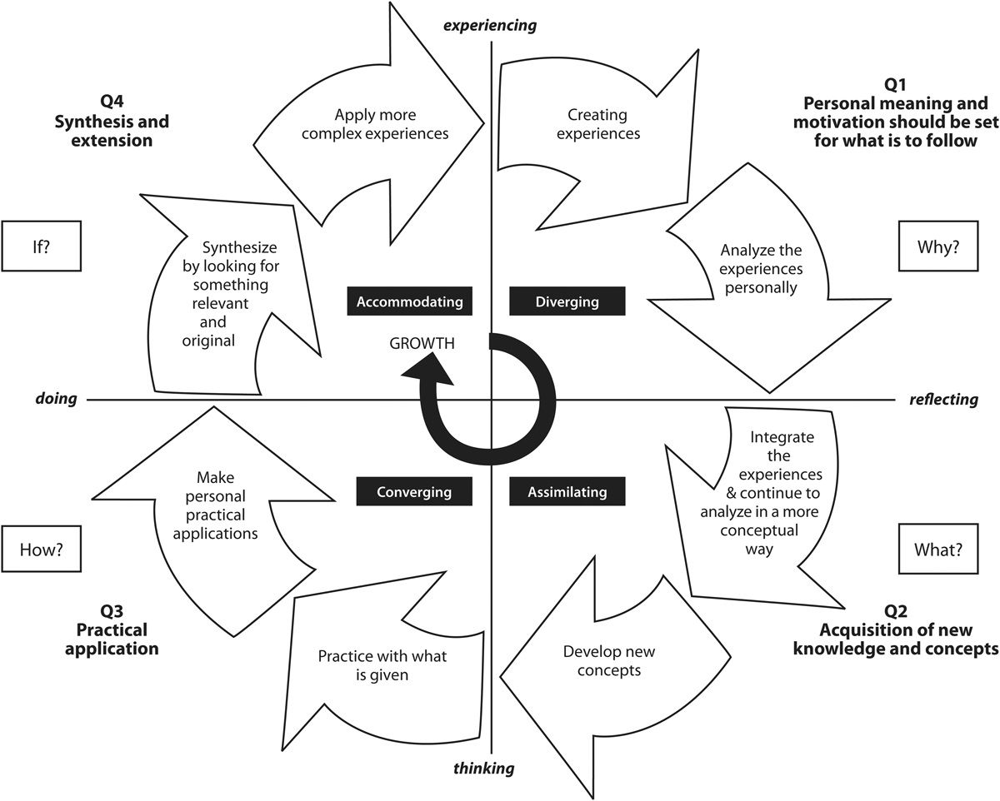 experiencing
Q4
Synthesis and
extension
Apply more
complex experiences
Creating
experiences
Q1
Personal meaning and
motivation should be set
for what is to follow
If?
Synthesize
by looking for
something
relevant
and
original
Analyze the
experiences
personally
Why?
Accommodating
Diverging
GROWTH
doing
reflecting
Converging
Assimilating
Make
personal
practical
applications
Integrate
the
experiences
& continue to
analyze in a more
conceptual
way
How?
What?
Q3
Practical
application
Practice with what
is given
Develop new
concepts
Q2
Acquisition of new
knowledge and concepts
thinking